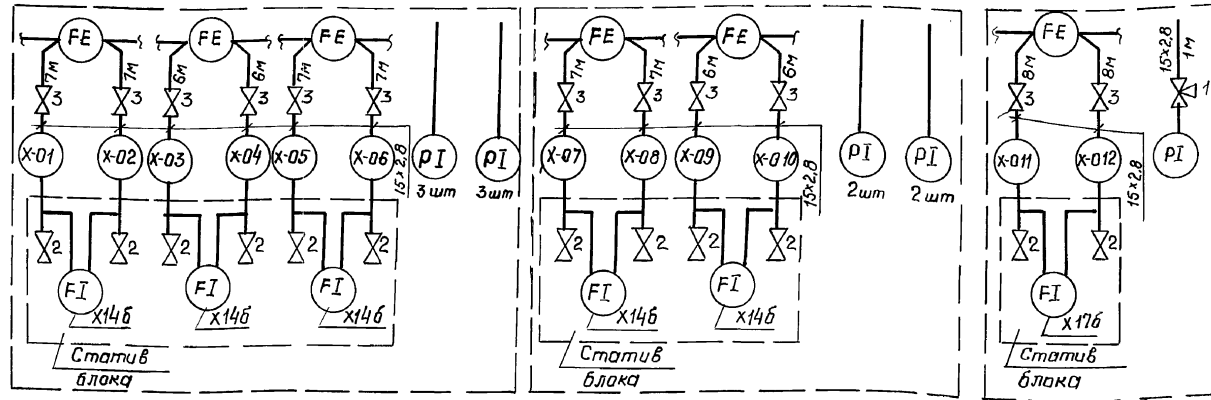 FE FE FE
7м 7м 6м 6м 7м 7м
3 3 3 3 3 3
X-01 X-02 X-03 X-04 X-05 X-06
15×2,8
PI PI
3 шт 3 шт
2 2 2 2 2 2
FI FI FI
X14б X14б X14б
Статив
блока
FE FE
7м 7м 6м 6м
3 3 3 3
X-07 X-08 X-09 X-010
15×2,8
PI PI
2 шт 2 шт
2 2 2 2
FI FI
X14б X14б
Статив
блока
FE
8м 8м
3 3
X-011 X-012
15×2,8
15×2,8
1м
1
PI
2 2
FI
X17б
Статив
блока